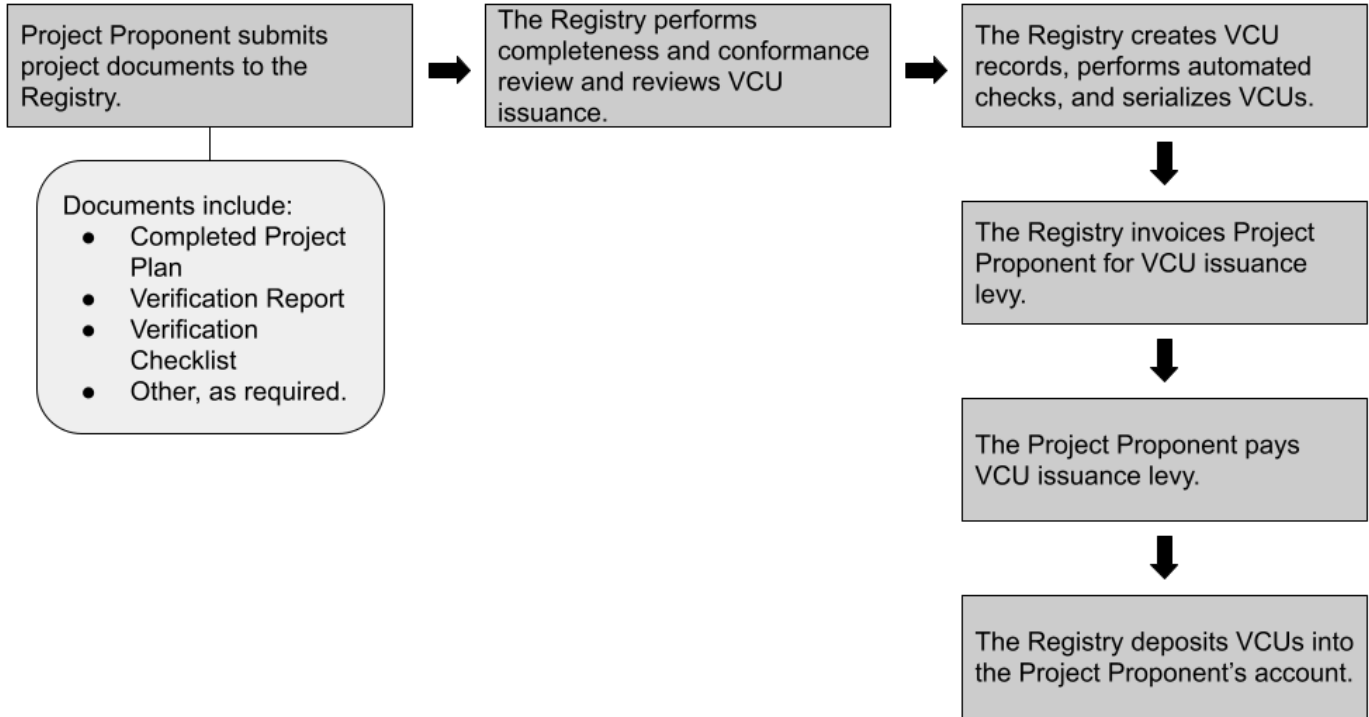 Project Proponent submits
project documents to the
Registry.
Documents include:
● Completed Project
Plan
● Verification Report
● Verification
Checklist
● Other, as required.
The Registry performs
completeness and conformance
review and reviews VCU
issuance.
The Registry creates VCU
records, performs automated
checks, and serializes VCUs.
The Registry invoices Project
Proponent for VCU issuance
levy.
The Project Proponent pays
VCU issuance levy.
The Registry deposits VCUs into
the Project Proponent's account.